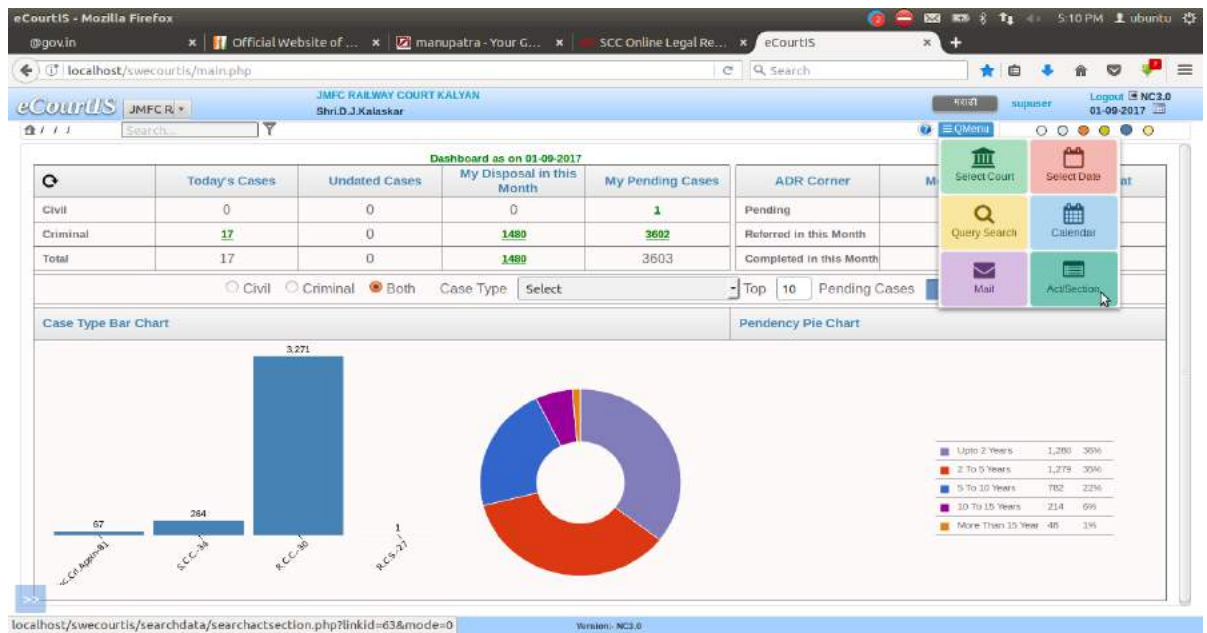 eCourtIS - Mozilla Firefox
5:10 PM ubuntu
@gov.in × Official Website of ... × manupatra - Your G... × SCC Online Legal Re... × eCourtIS × +
localhost/swecourtis/main.php Search
eCourtIS JMFC R JMFC RAILWAY COURT KALYAN मराठी supuser Logout NC3.0
Shri.D.J.Kalaskar 01-09-2017
/ / / Search... QMenu
Dashboard as on 01-09-2017
Today's Cases Undated Cases My Disposal in this Month My Pending Cases
Civil 0 0 0 1
Criminal 17 0 1480 3602
Total 17 0 1480 3603
ADR Corner
Pending
Referred in this Month
Completed in this Month
Select Court Select Date
Query Search Calendar
Mail Act/Section
Civil Criminal Both Case Type Select Top 10 Pending Cases
Case Type Bar Chart Pendency Pie Chart
3,271
264
67
1
S.C.C.-34
R.C.C.-30
R.C.S.-27
Upto 2 Years 1,280 36%
2 To 5 Years 1,279 35%
5 To 10 Years 782 22%
10 To 15 Years 214 6%
More Than 15 Year 48 1%
>>
localhost/swecourtis/searchdata/searchactsection.php?linkid=63&mode=0
Version:- NC3.0